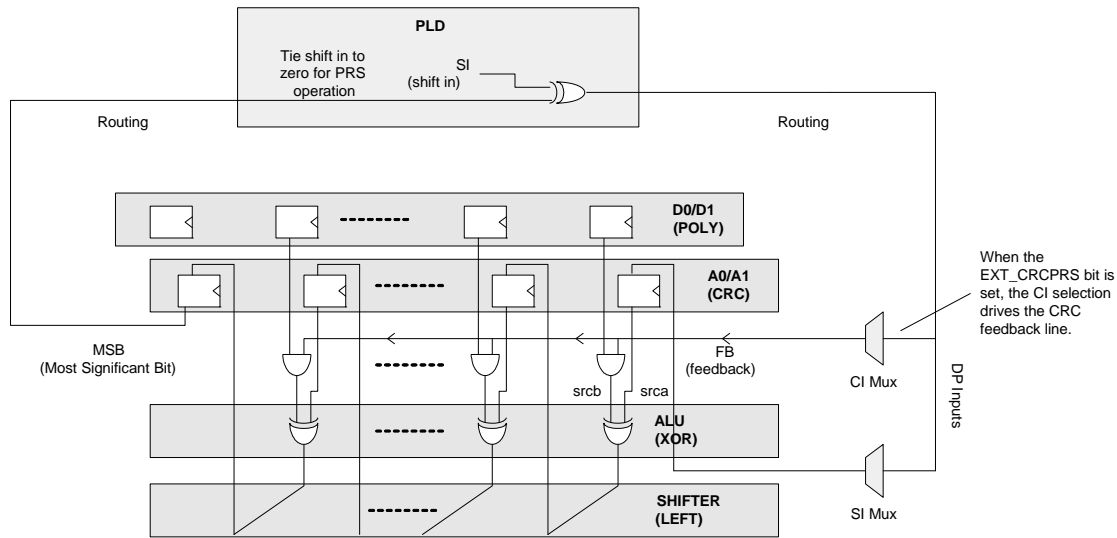 PLD
Tie shift in to
zero for PRS
operation
SI
(shift in)
Routing
Routing
D0/D1
(POLY)
A0/A1
(CRC)
When the
EXT_CRCPRS bit is
set, the CI selection
drives the CRC
feedback line.
MSB
(Most Significant Bit)
FB
(feedback)
CI Mux
DP Inputs
srcb
srca
ALU
(XOR)
SHIFTER
(LEFT)
SI Mux